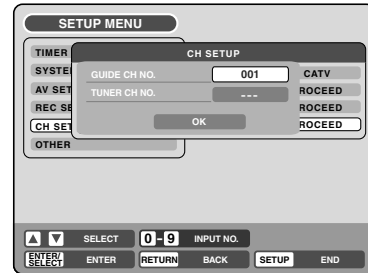 SETUP MENU
TIMER
CH SETUP
SYSTE
GUIDE CH NO. 001
CATV
AV SET
TUNER CH NO. ---
ROCEED
REC SE
ROCEED
OK
CH SET
ROCEED
OTHER
▲ ▼ SELECT 0-9 INPUT NO.
ENTER/SELECT ENTER RETURN BACK SETUP END